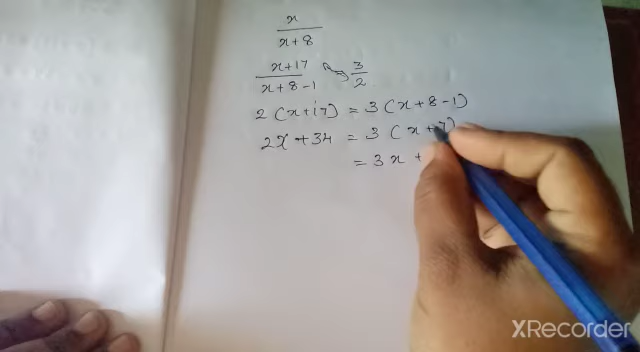 x
x+8
x+17
x+8-1
3
2
2(x+17) = 3(x+8-1)
2x+34 = 3(x+7)
= 3x +
XRecorder